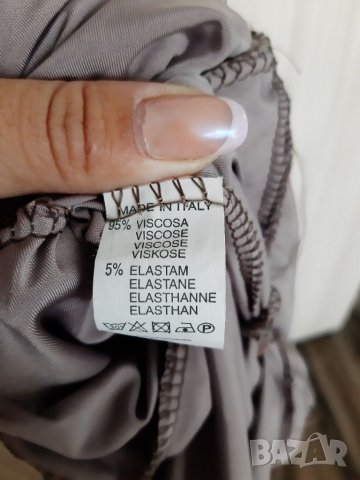 MADE IN ITALY
95% VISCOSA
VISCOSE
VISCOSE
VISKOSE
5% ELASTAM
ELASTANE
ELASTHANNE
ELASTHAN
P
BAZAR